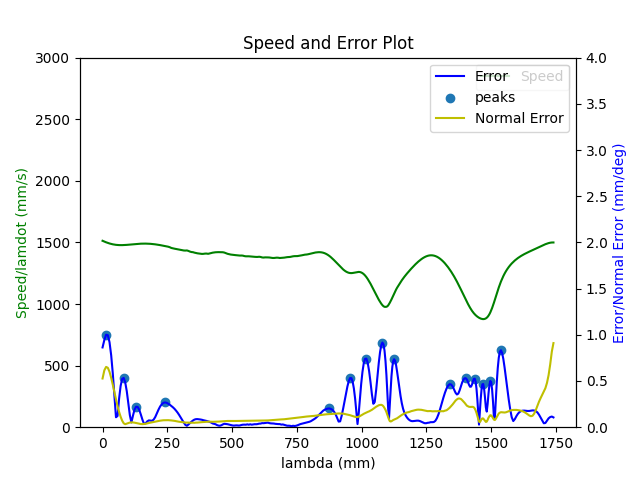 Speed and Error Plot
3000
2500
2000
1500
1000
500
0
Speed/lamdot (mm/s)
4.0
3.5
3.0
2.5
2.0
1.5
1.0
0.5
0.0
Error/Normal Error (mm/deg)
Error
Speed
peaks
Normal Error
0 250 500 750 1000 1250 1500 1750
lambda (mm)